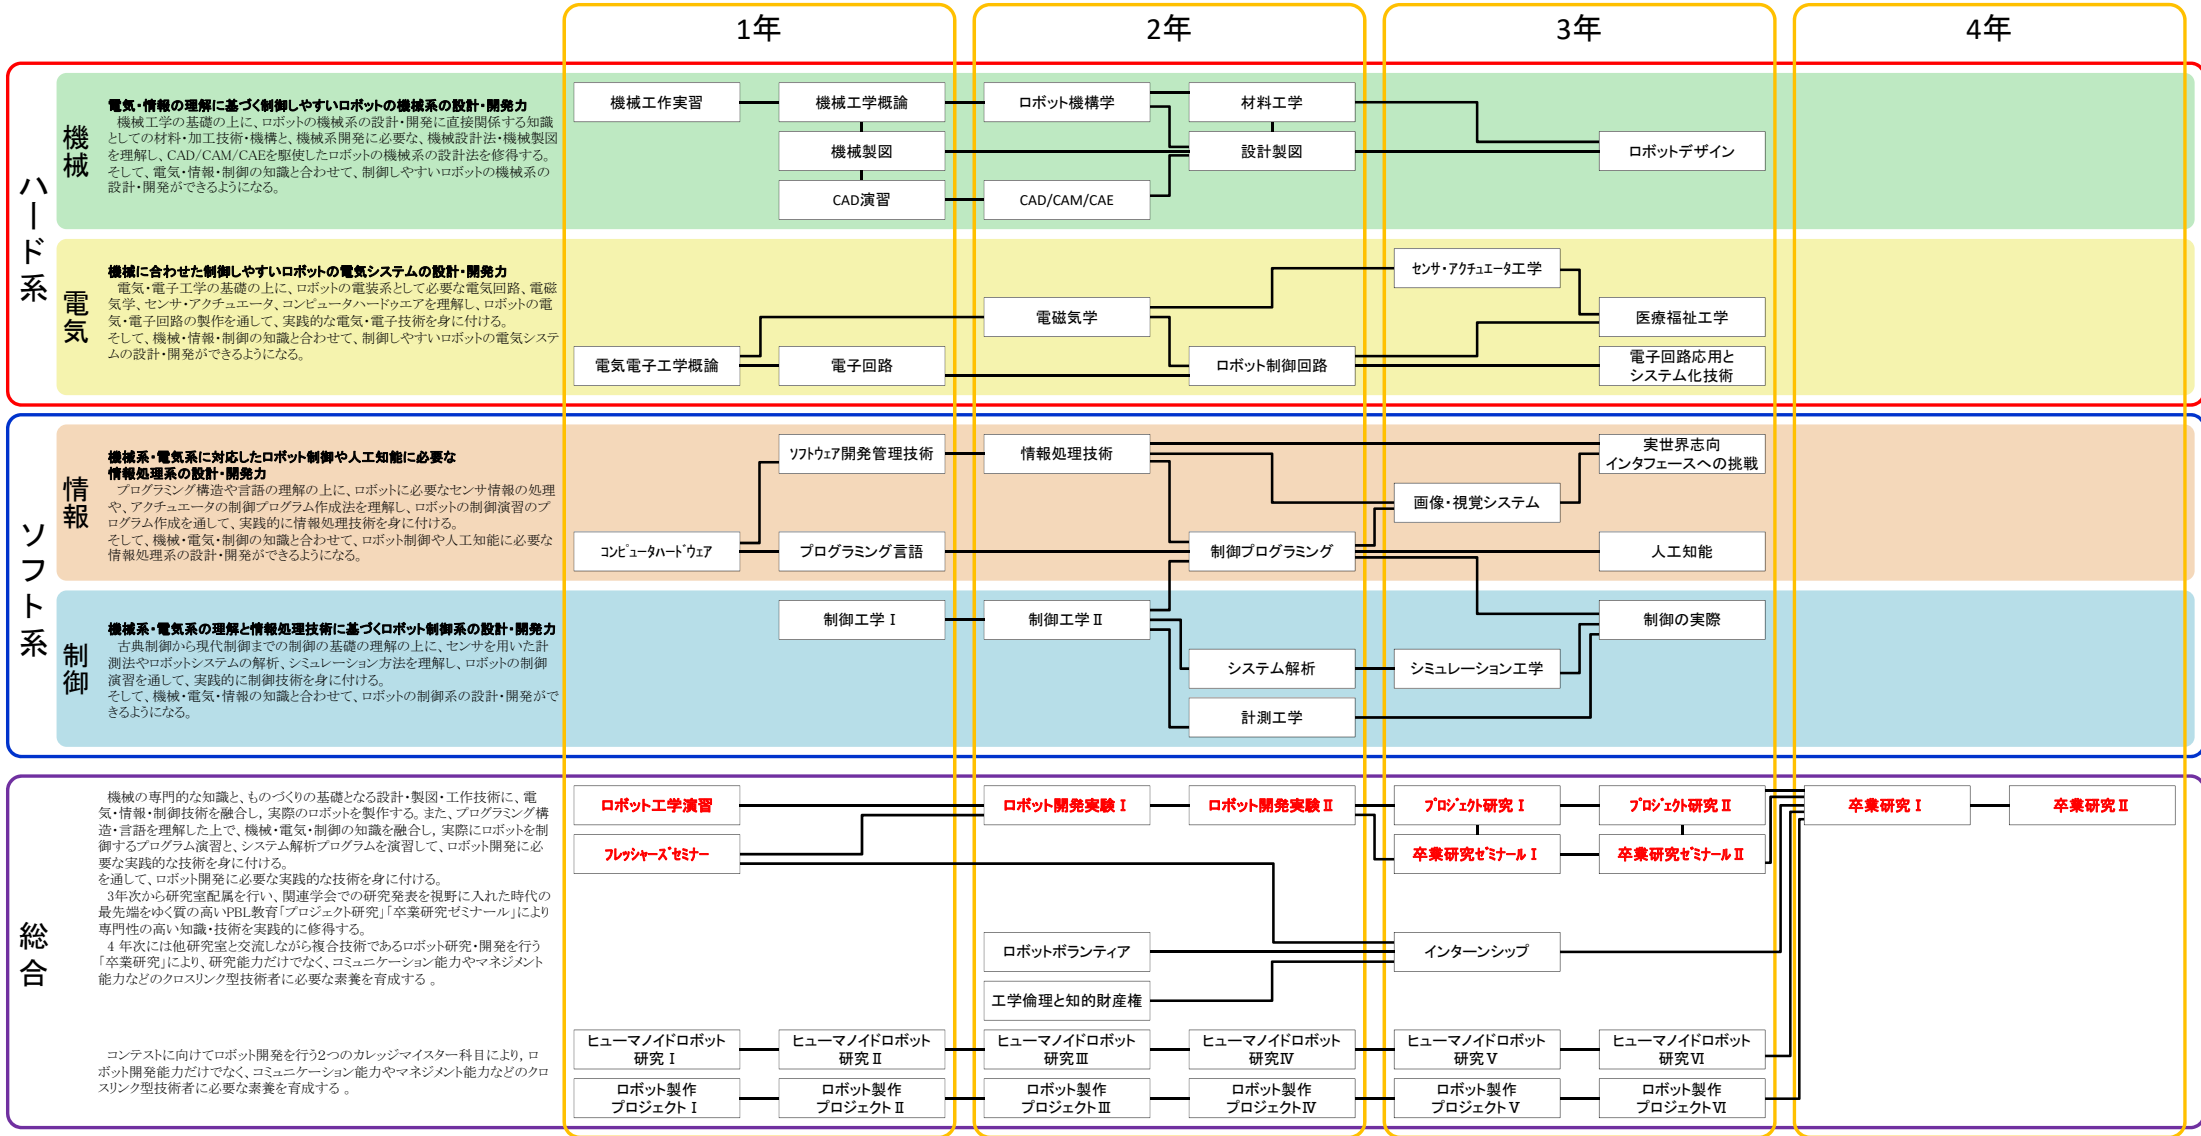 1年
2年
3年
4年
ハード系
機械
電気・情報の理解に基づく制御しやすいロボットの機械系の設計・開発力
機械工学の基礎の上に、ロボットの機械系の設計・開発に直接関係する知識
としての材料・加工技術・機構と、機械系開発に必要な、機械設計法・機械製図
を理解し、CAD/CAM/CAEを駆使したロボットの機械系の設計法を修得する。
そして、電気・情報・制御の知識と合わせて、制御しやすいロボットの機械系の
設計・開発ができるようになる。
機械工作実習
機械工学概論
ロボット機構学
材料工学
機械製図
設計製図
ロボットデザイン
CAD演習
CAD/CAM/CAE
電気
機械に合わせた制御しやすいロボットの電気システムの設計・開発力
電気・電子工学の基礎の上に、ロボットの電装系として必要な電気回路、電磁
気学、センサ・アクチュエータ、コンピュータハードゥエアを理解し、ロボットの電
気・電子回路の製作を通して、実践的な電気・電子技術を身に付ける。
そして、機械・情報・制御の知識と合わせて、制御しやすいロボットの電気システ
ムの設計・開発ができるようになる。
センサ・アクチュエータ工学
電磁気学
医療福祉工学
電気電子工学概論
電子回路
ロボット制御回路
電子回路応用と
システム化技術
ソフト系
情報
機械系・電気系に対応したロボット制御や人工知能に必要な
情報処理系の設計・開発力
プログラミング構造や言語の理解の上に、ロボットに必要なセンサ情報の処理
や、アクチュエータの制御プログラム作成法を理解し、ロボットの制御演習のプ
ログラム作成を通して、実践的に情報処理技術を身に付ける。
そして、機械・電気・制御の知識と合わせて、ロボット制御や人工知能に必要な
情報処理系の設計・開発ができるようになる。
ソフトウェア開発管理技術
情報処理技術
実世界志向
インタフェースへの挑戦
画像・視覚システム
コンピュータハードウェア
プログラミング言語
制御プログラミング
人工知能
制御
機械系・電気系の理解と情報処理技術に基づくロボット制御系の設計・開発力
古典制御から現代制御までの制御の基礎の理解の上に、センサを用いた計
測法やロボットシステムの解析、シミュレーション方法を理解し、ロボットの制御
演習を通して、実践的に制御技術を身に付ける。
そして、機械・電気・情報の知識と合わせて、ロボットの制御系の設計・開発がで
きるようになる。
制御工学Ⅰ
制御工学Ⅱ
制御の実際
システム解析
シミュレーション工学
計測工学
総合
機械の専門的な知識と、ものづくりの基礎となる設計・製図・工作技術に、電
気・情報・制御技術を融合し、実際のロボットを製作する。また、プログラミング構
造・言語を理解した上で、機械・電気・制御の知識を融合し、実際にロボットを制
御するプログラム演習と、システム解析プログラムを演習して、ロボット開発に必
要な実践的な技術を身に付ける。
を通して、ロボット開発に必要な実践的な技術を身に付ける。
3年次から研究室配属を行い、関連学会での研究発表を視野に入れた時代の
最先端をゆく質の高いPBL教育「プロジェクト研究」「卒業研究ゼミナール」により
専門性の高い知識・技術を実践的に修得する。
4 年次には他研究室と交流しながら複合技術であるロボット研究・開発を行う
「卒業研究」により、研究能力だけでなく、コミュニケーション能力やマネジメント
能力などのクロスリンク型技術者に必要な素養を育成する 。
コンテストに向けてロボット開発を行う2つのカレッジマイスター科目により、ロ
ボット開発能力だけでなく、コミュニケーション能力やマネジメント能力などのクロ
スリンク型技術者に必要な素養を育成する 。
ロボット工学演習
ロボット開発実験Ⅰ
ロボット開発実験Ⅱ
プロジェクト研究Ⅰ
プロジェクト研究Ⅱ
卒業研究Ⅰ
卒業研究Ⅱ
フレッシャーズセミナー
卒業研究ゼミナールⅠ
卒業研究ゼミナールⅡ
ロボットボランティア
インターンシップ
工学倫理と知的財産権
ヒューマノイドロボット
研究Ⅰ
ヒューマノイドロボット
研究Ⅱ
ヒューマノイドロボット
研究Ⅲ
ヒューマノイドロボット
研究Ⅳ
ヒューマノイドロボット
研究Ⅴ
ヒューマノイドロボット
研究Ⅵ
ロボット製作
プロジェクトⅠ
ロボット製作
プロジェクトⅡ
ロボット製作
プロジェクトⅢ
ロボット製作
プロジェクトⅣ
ロボット製作
プロジェクトⅤ
ロボット製作
プロジェクトⅥ